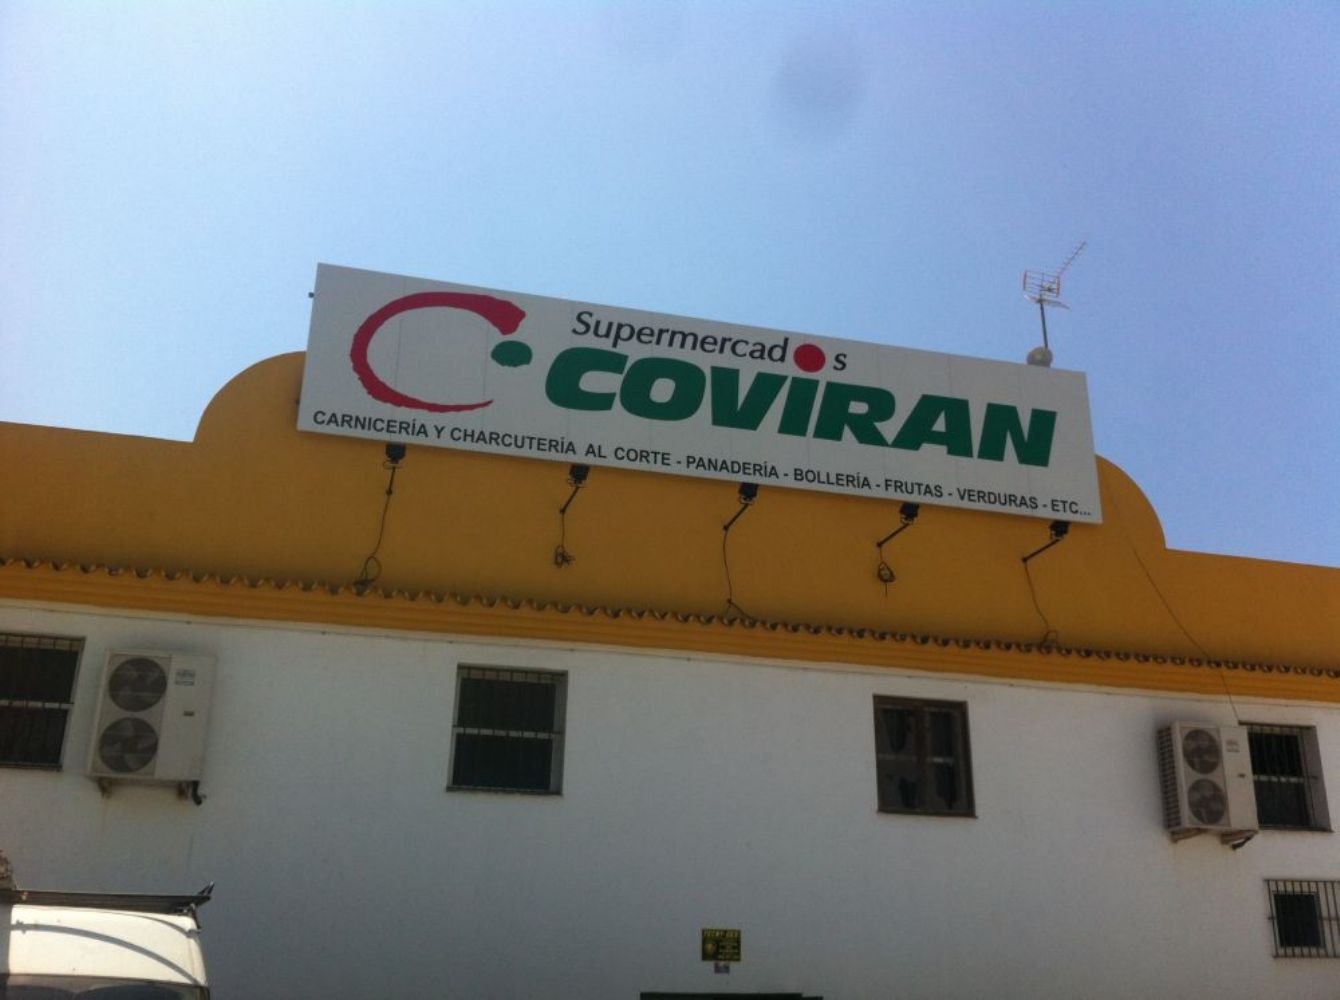 Supermercados
COVIRAN
CARNICERÍA Y CHARCUTERÍA AL CORTE - PANADERÍA - BOLLERÍA - FRUTAS - VERDURAS - ETC...